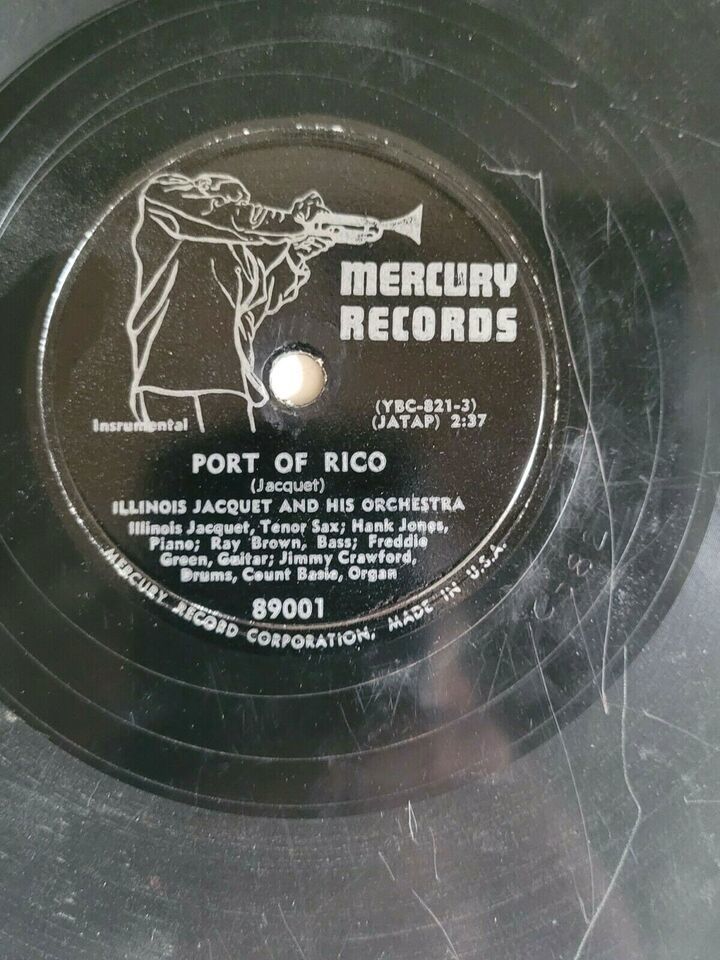 MERCURY
RECORDS
(YBC-821-3)
(JATAP) 2:37
Insrumental
PORT OF RICO
(Jacquet)
ILLINOIS JACQUET AND HIS ORCHESTRA
Illinois Jacquet, Tenor Sax; Hank Jones,
Piano; Ray Brown, Bass; Freddie
Green, Guitar; Jimmy Crawford,
Drums, Count Basie, Organ
89001
MERCURY RECORD CORPORATION, MADE IN U.S.A.